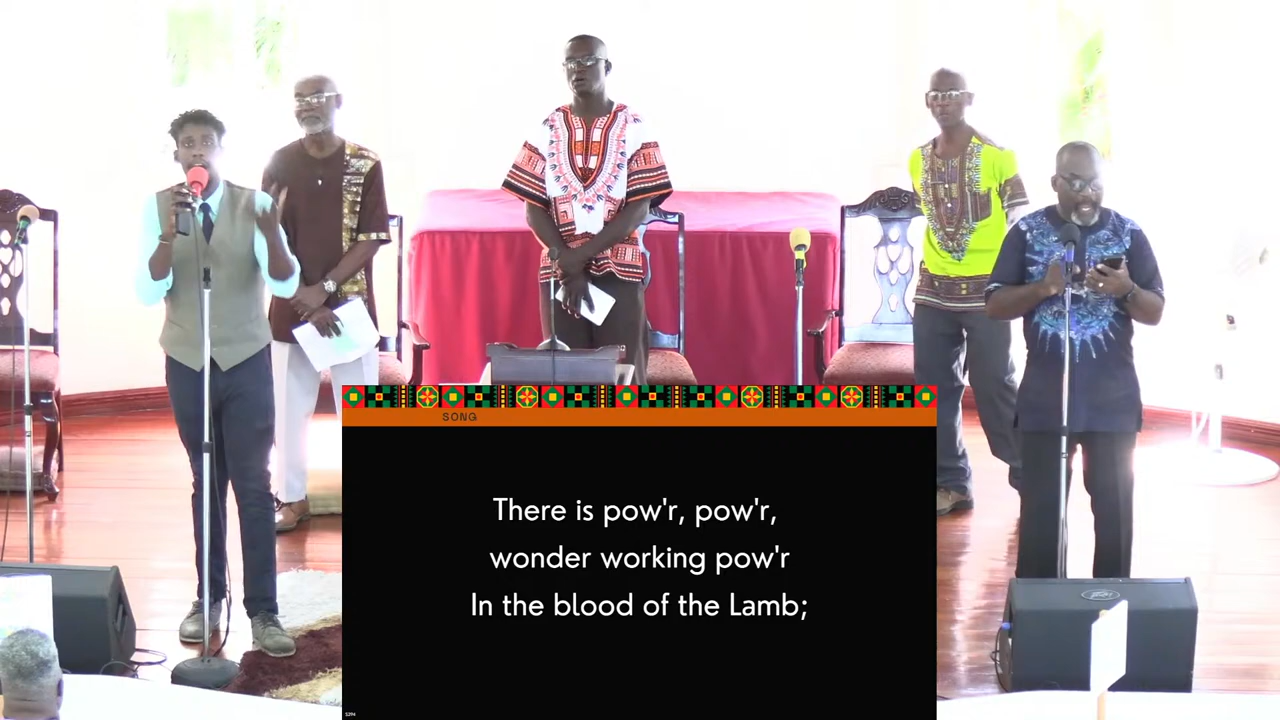 SONG
There is pow'r, pow'r,
wonder working pow'r
In the blood of the Lamb;